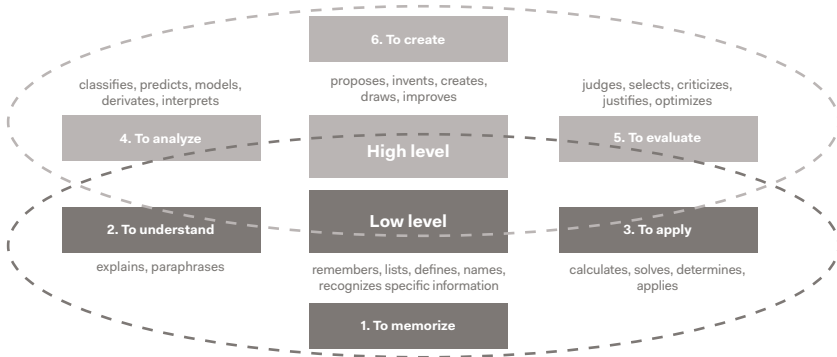 6. To create
classifies, predicts, models,
derivates, interprets
proposes, invents, creates,
draws, improves
judges, selects, criticizes,
justifies, optimizes
4. To analyze
High level
5. To evaluate
2. To understand
Low level
3. To apply
explains, paraphrases
remembers, lists, defines, names,
recognizes specific information
calculates, solves, determines,
applies
1. To memorize